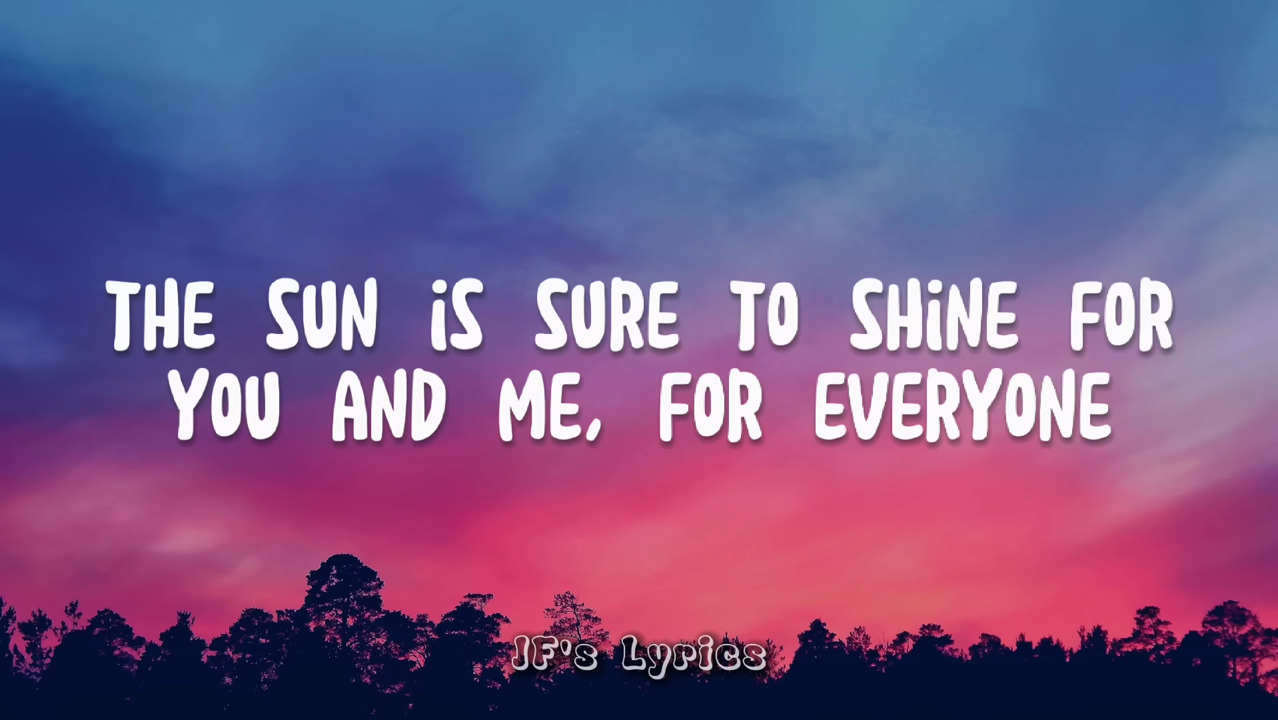 THE SUN iS SURE TO SHiNE FOR
YOU AND ME, FOR EVERYONE
JF's Lyrics